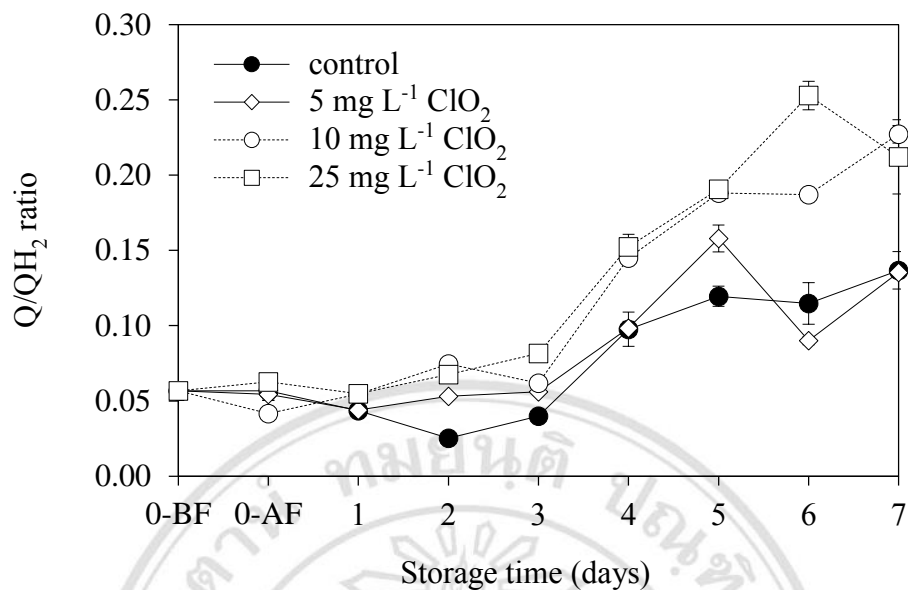 0.30
0.25
0.20
0.15
0.10
0.05
0.00
Q/QH₂ ratio
control
5 mg L⁻¹ ClO₂
10 mg L⁻¹ ClO₂
25 mg L⁻¹ ClO₂
0-BF 0-AF 1 2 3 4 5 6 7
Storage time (days)